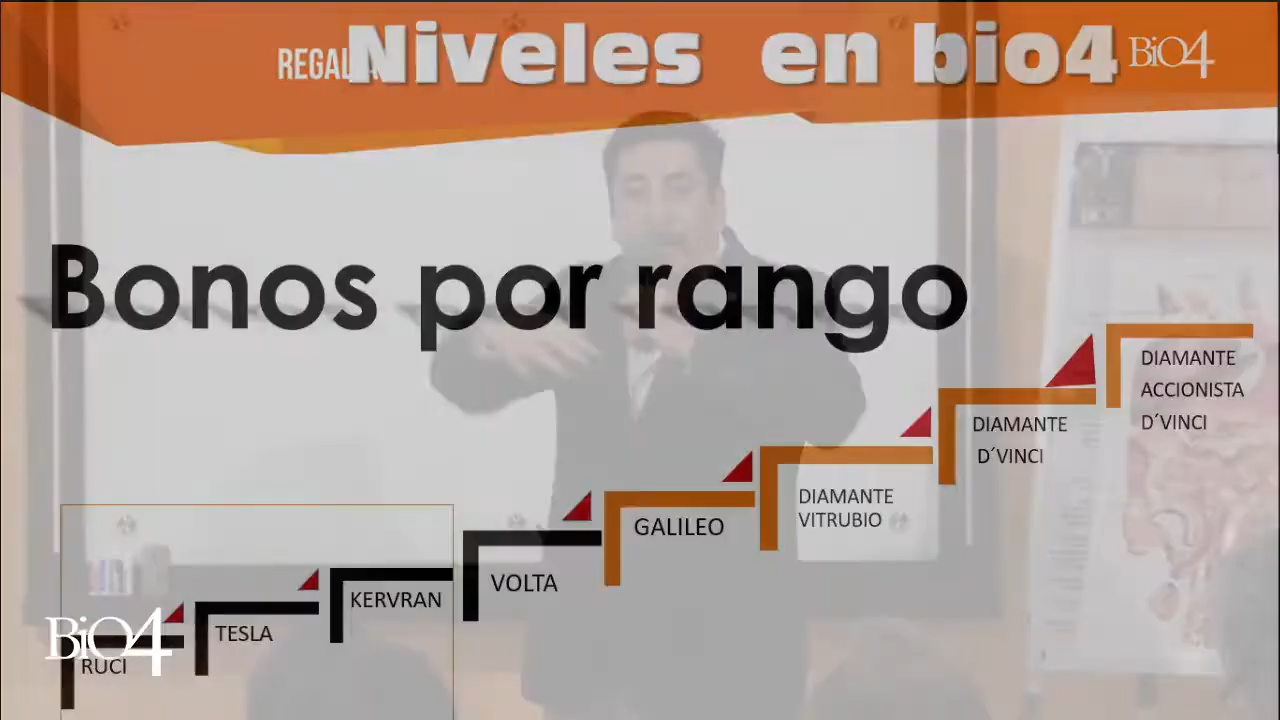 REGAL
Niveles en bio4
BiO4
Bonos por rango
DIAMANTE
ACCIONISTA
D´VINCI
DIAMANTE
D´VINCI
DIAMANTE
VITRUBIO
GALILEO
VOLTA
KERVRAN
TESLA
RUCI
BiO4